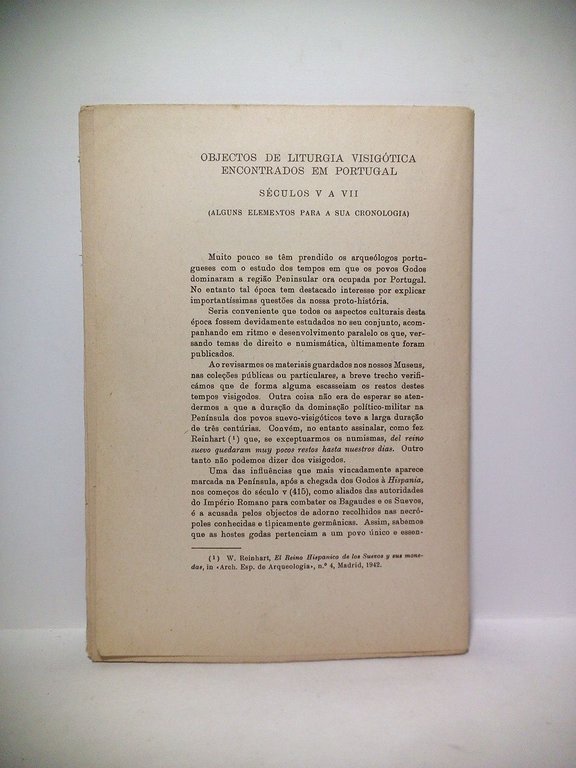 OBJECTOS DE LITURGIA VISIGÓTICA
ENCONTRADOS EM PORTUGAL
SÉCULOS V A VII
(ALGUNS ELEMENTOS PARA A SUA CRONOLOGIA)
Muito pouco se têm prendido os arqueólogos portu-
gueses com o estudo dos tempos em que os povos Godos
dominaram a região Peninsular ora ocupada por Portugal.
No entanto tal época tem destacado interesse por explicar
importantíssimas questões da nossa proto-história.
Seria conveniente que todos os aspectos culturais desta
época fossem devidamente estudados no seu conjunto, acom-
panhando em ritmo e desenvolvimento paralelo os que, ver-
sando temas de direito e numismática, ùltimamente foram
publicados.
Ao revisarmos os materiais guardados nos nossos Museus,
nas coleções públicas ou particulares, a breve trecho verifi-
cámos que de forma alguma escasseiam os restos destes
tempos visigodos. Outra coisa não era de esperar se aten-
dermos a que a duração da dominação político-militar na
Península dos povos suevo-visigóticos teve a larga duração
de três centúrias. Convém, no entanto assinalar, como fez
Reinhart (¹) que, se exceptuarmos os numismas, del reino
suevo quedaram muy pocos restos hasta nuestros dias. Outro
tanto não podemos dizer dos visigodos.
Uma das influências que mais vincadamente aparece
marcada na Península, após a chegada dos Godos à Hispania,
nos começos do século V (415), como aliados das autoridades
do Império Romano para combater os Bagaudes e os Suevos,
é a acusada pelos objectos de adorno recolhidos nas necró-
poles conhecidas e tìpicamente germânicas. Assim, sabemos
que as hostes godas pertenciam a um povo único e essen-
(¹) W. Reinhart, El Reino Hispanico de los Suevos y sus mone-
das, in «Arch. Esp. de Arqueologia», n.º 4, Madrid, 1942.